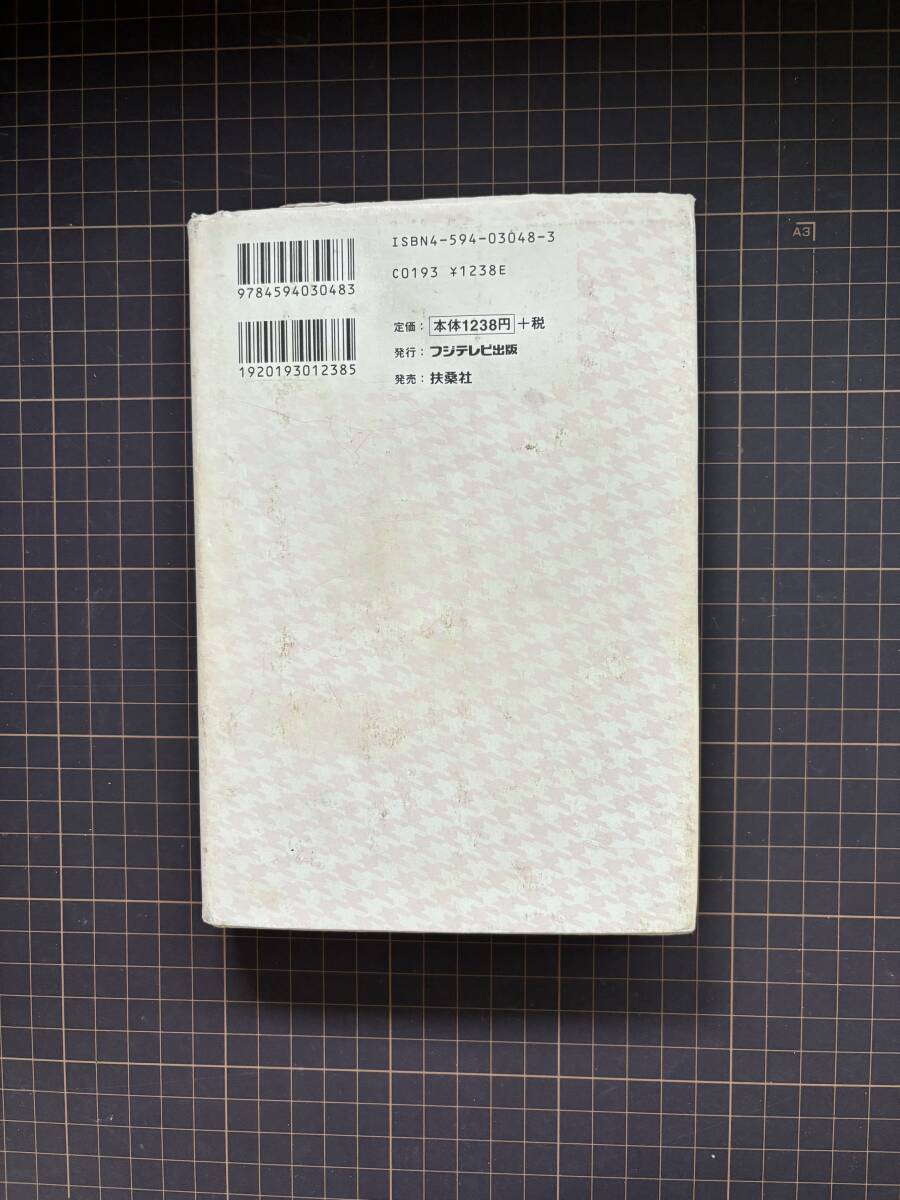 ISBN4-594-03048-3
9784594030483
C0193 ¥1238E
定価：本体1238円+税
1920193012385
発行：フジテレビ出版
発売：扶桑社
A3